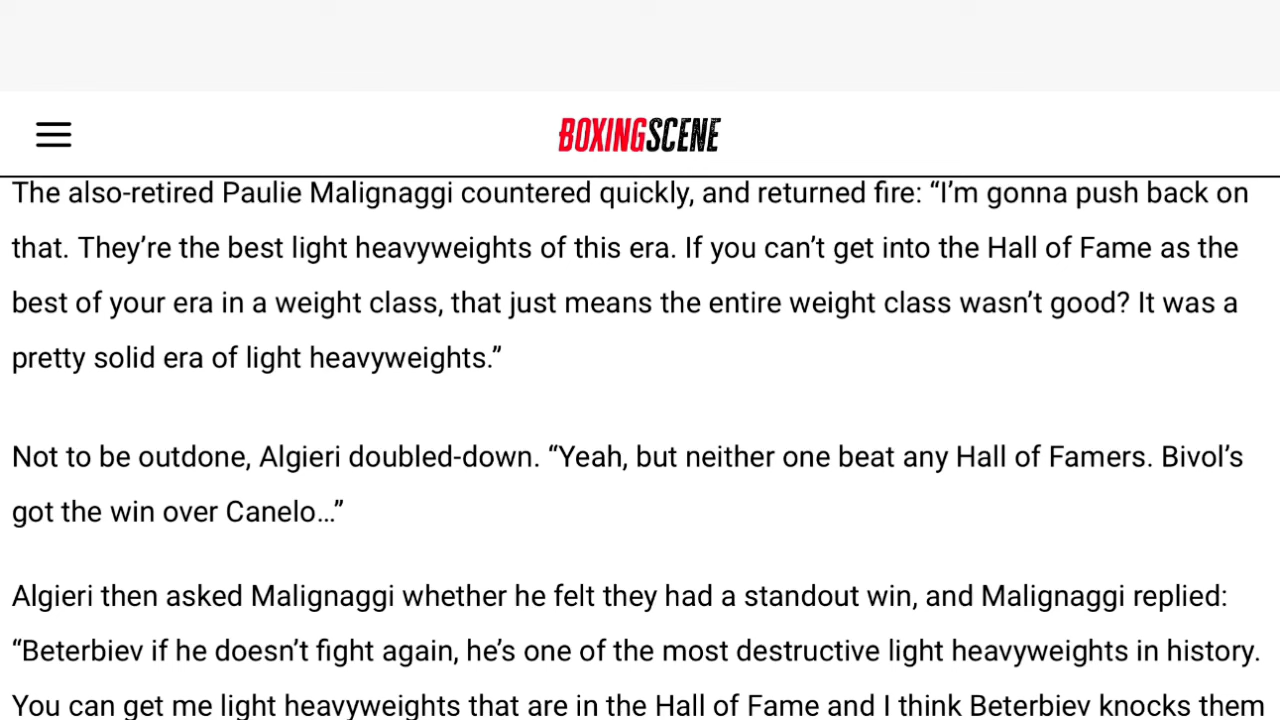 BOXINGSCENE
The also-retired Paulie Malignaggi countered quickly, and returned fire: “I’m gonna push back on
that. They’re the best light heavyweights of this era. If you can’t get into the Hall of Fame as the
best of your era in a weight class, that just means the entire weight class wasn’t good? It was a
pretty solid era of light heavyweights.”
Not to be outdone, Algieri doubled-down. “Yeah, but neither one beat any Hall of Famers. Bivol’s
got the win over Canelo…”
Algieri then asked Malignaggi whether he felt they had a standout win, and Malignaggi replied:
“Beterbiev if he doesn’t fight again, he’s one of the most destructive light heavyweights in history.
You can get me light heavyweights that are in the Hall of Fame and I think Beterbiev knocks them